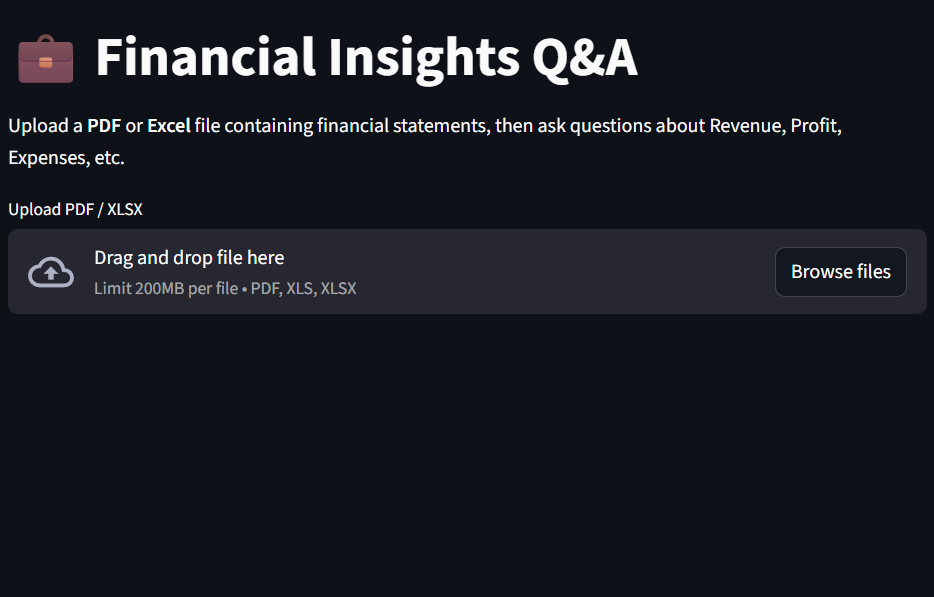 Financial Insights Q&A
Upload a PDF or Excel file containing financial statements, then ask questions about Revenue, Profit,
Expenses, etc.
Upload PDF / XLSX
Drag and drop file here
Limit 200MB per file • PDF, XLS, XLSX
Browse files